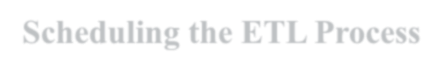 Scheduling the ETL Process